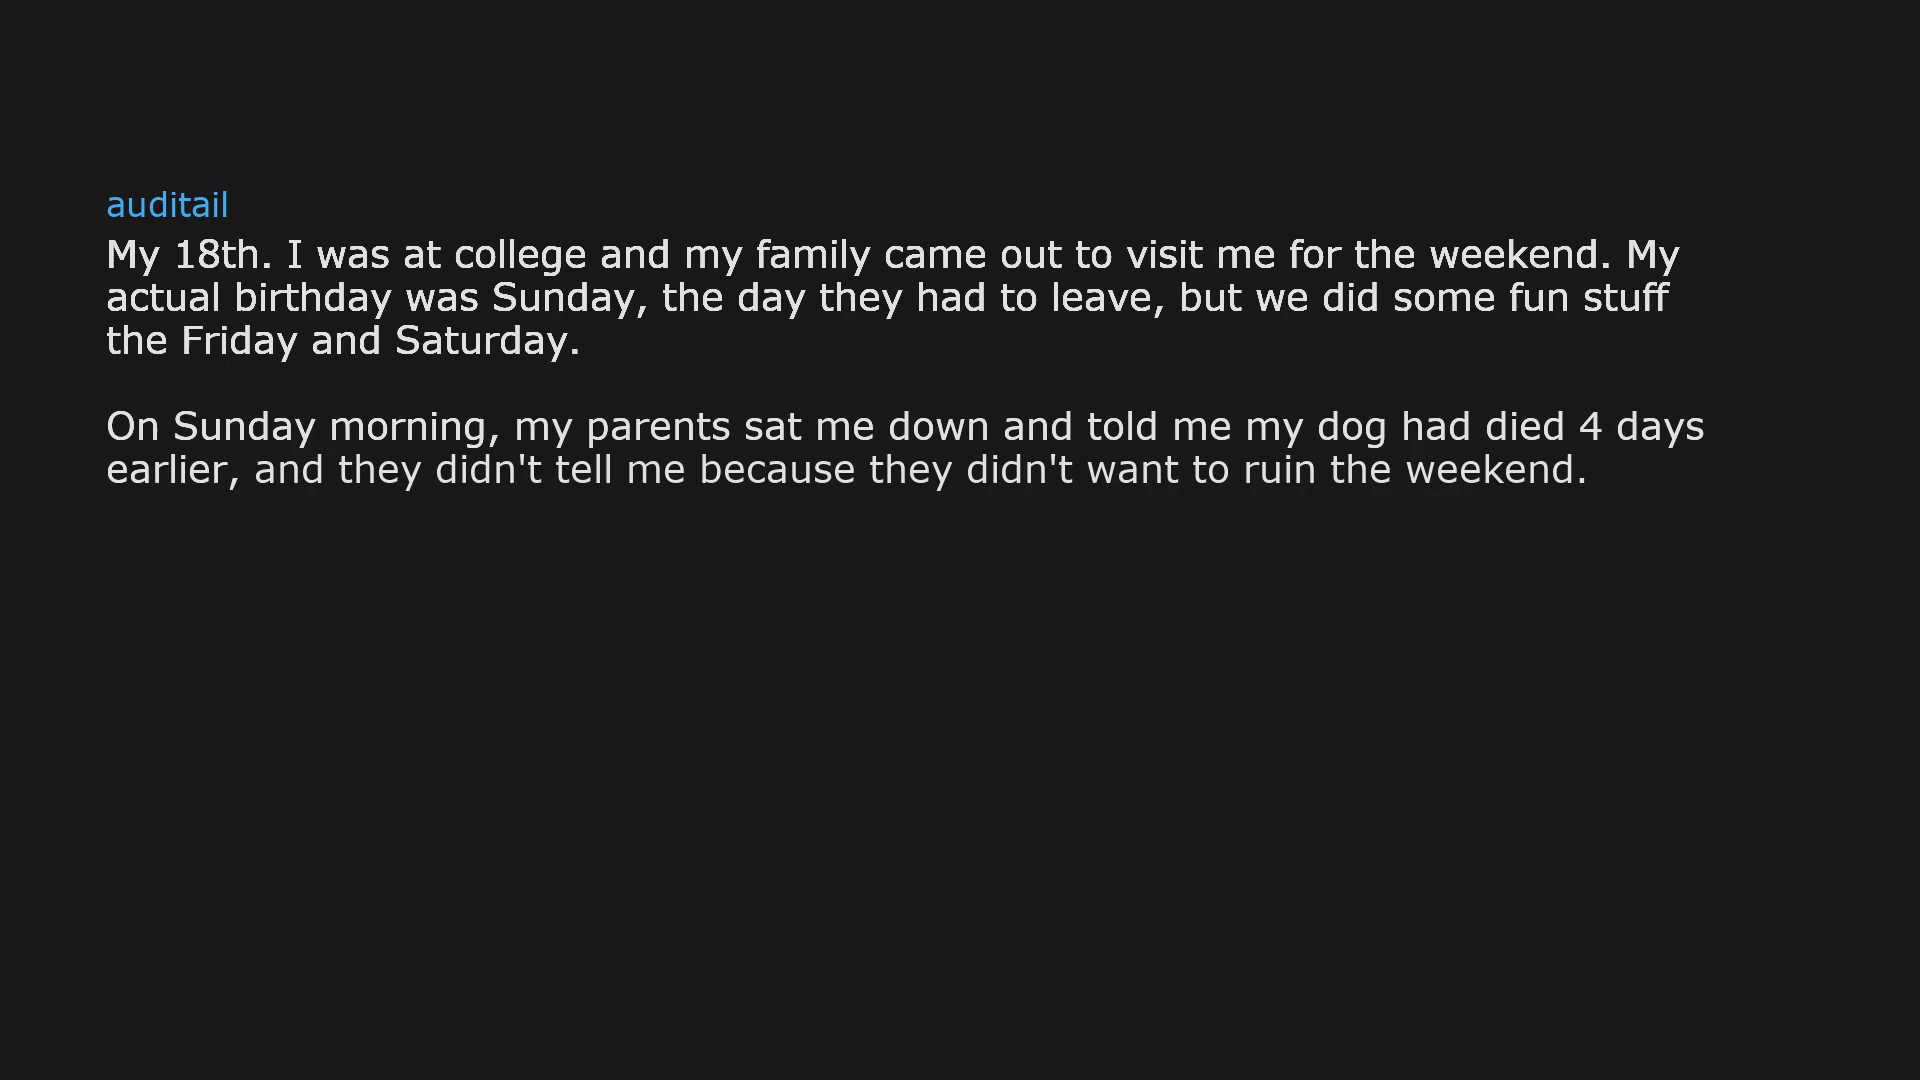 auditail
My 18th. I was at college and my family came out to visit me for the weekend. My
actual birthday was Sunday, the day they had to leave, but we did some fun stuff
the Friday and Saturday.
On Sunday morning, my parents sat me down and told me my dog had died 4 days
earlier, and they didn't tell me because they didn't want to ruin the weekend.